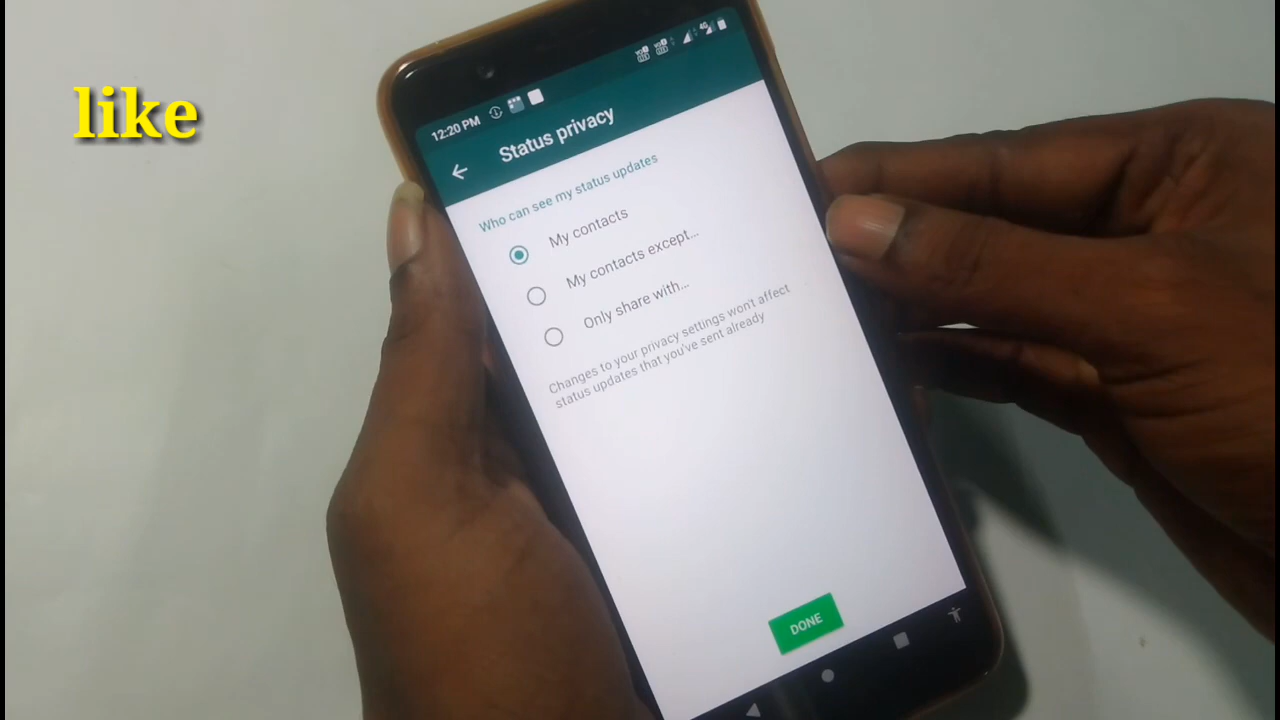 like
12:20 PM
4G
Status privacy
Who can see my status updates
My contacts
My contacts except...
Only share with...
Changes to your privacy settings won't affect
status updates that you've sent already
DONE